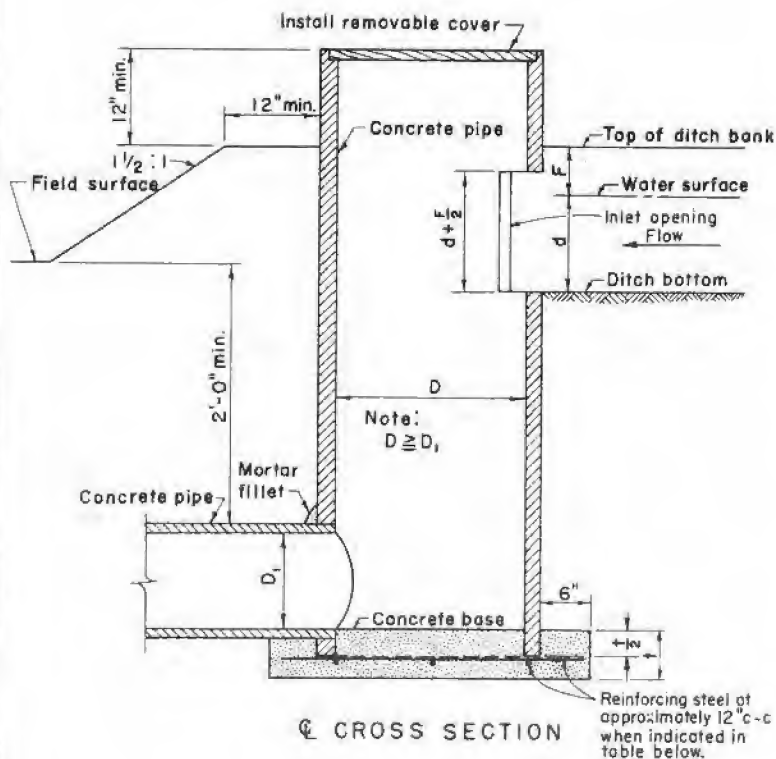 Install removable cover
12" min.
12" min.
Concrete pipe
Top of ditch bank
1 1/2 : 1
F
Field surface
Water surface
d + F/2
Inlet opening
Flow
d
Ditch bottom
2'-0" min.
D
Note:
D ≧ D₁
Mortar
fillet
Concrete pipe
D₁
6"
Concrete base
t/2
t
Reinforcing steel at
approximately 12" c-c
when indicated in
table below.
℄ CROSS SECTION